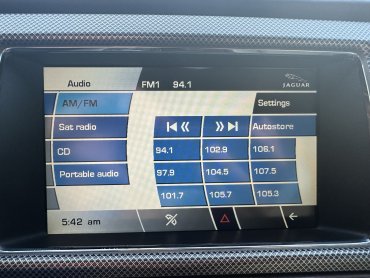 Audio FM1 94.1 JAGUAR
AM/FM Settings
Sat radio Autostore
CD 94.1 102.9 106.1
Portable audio 97.9 104.5 107.5
101.7 105.7 105.3
5:42 am